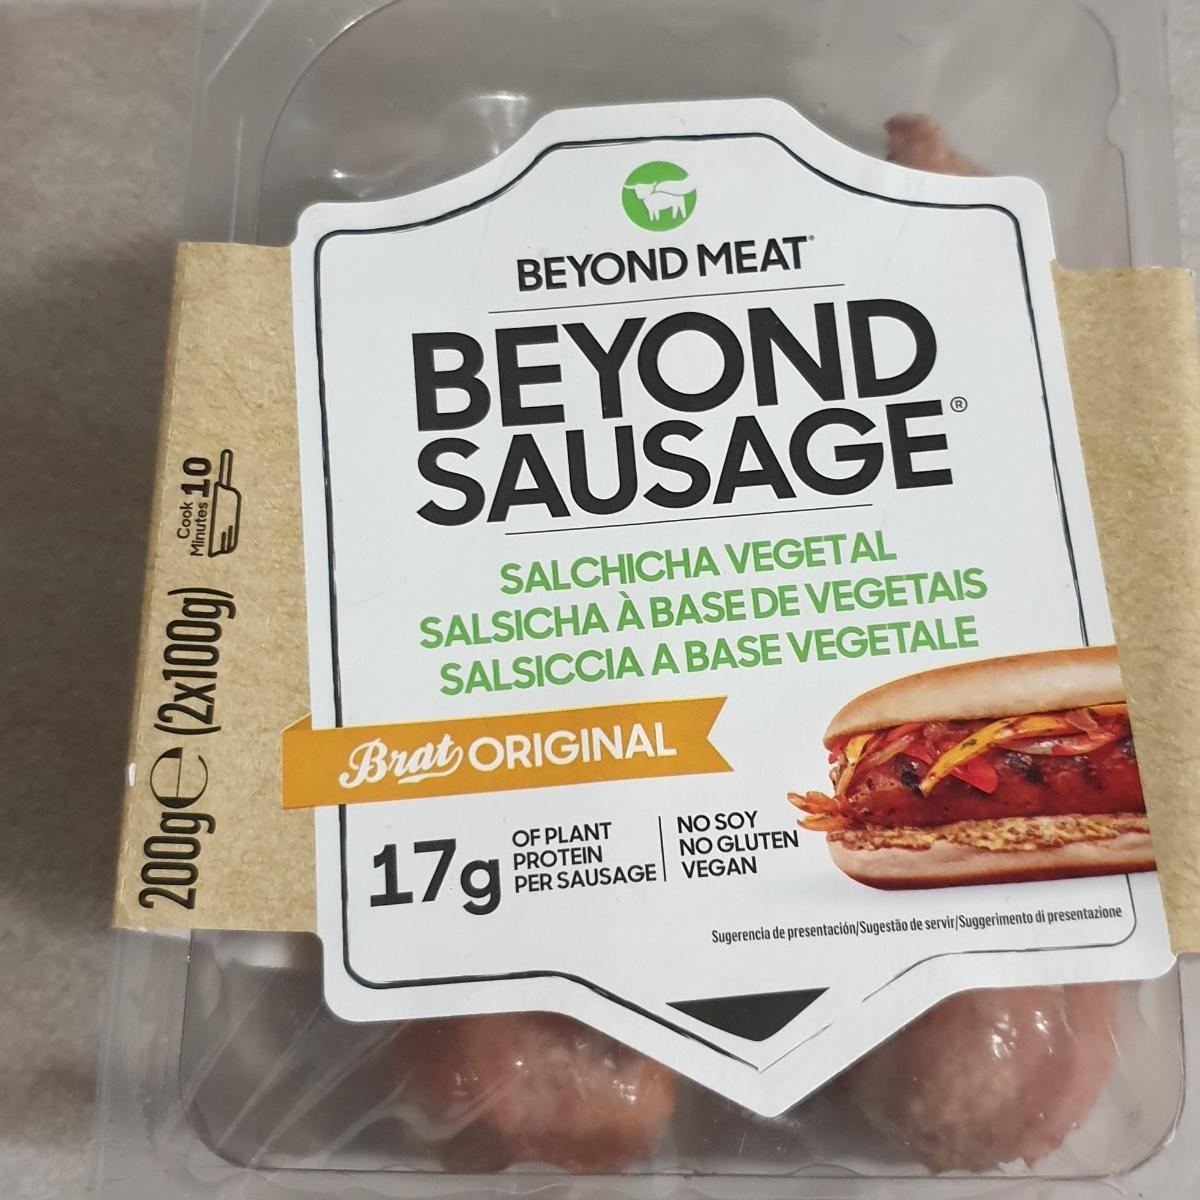 BEYOND MEAT®
BEYOND
SAUSAGE®
SALCHICHA VEGETAL
SALSICHA À BASE DE VEGETAIS
SALSICCIA A BASE VEGETALE
Brat ORIGINAL
17g
OF PLANT
PROTEIN
PER SAUSAGE
NO SOY
NO GLUTEN
VEGAN
Sugerencia de presentación/Sugestão de servir/Suggerimento di presentazione
200g℮ (2x100g)
Cook
Minutes 10